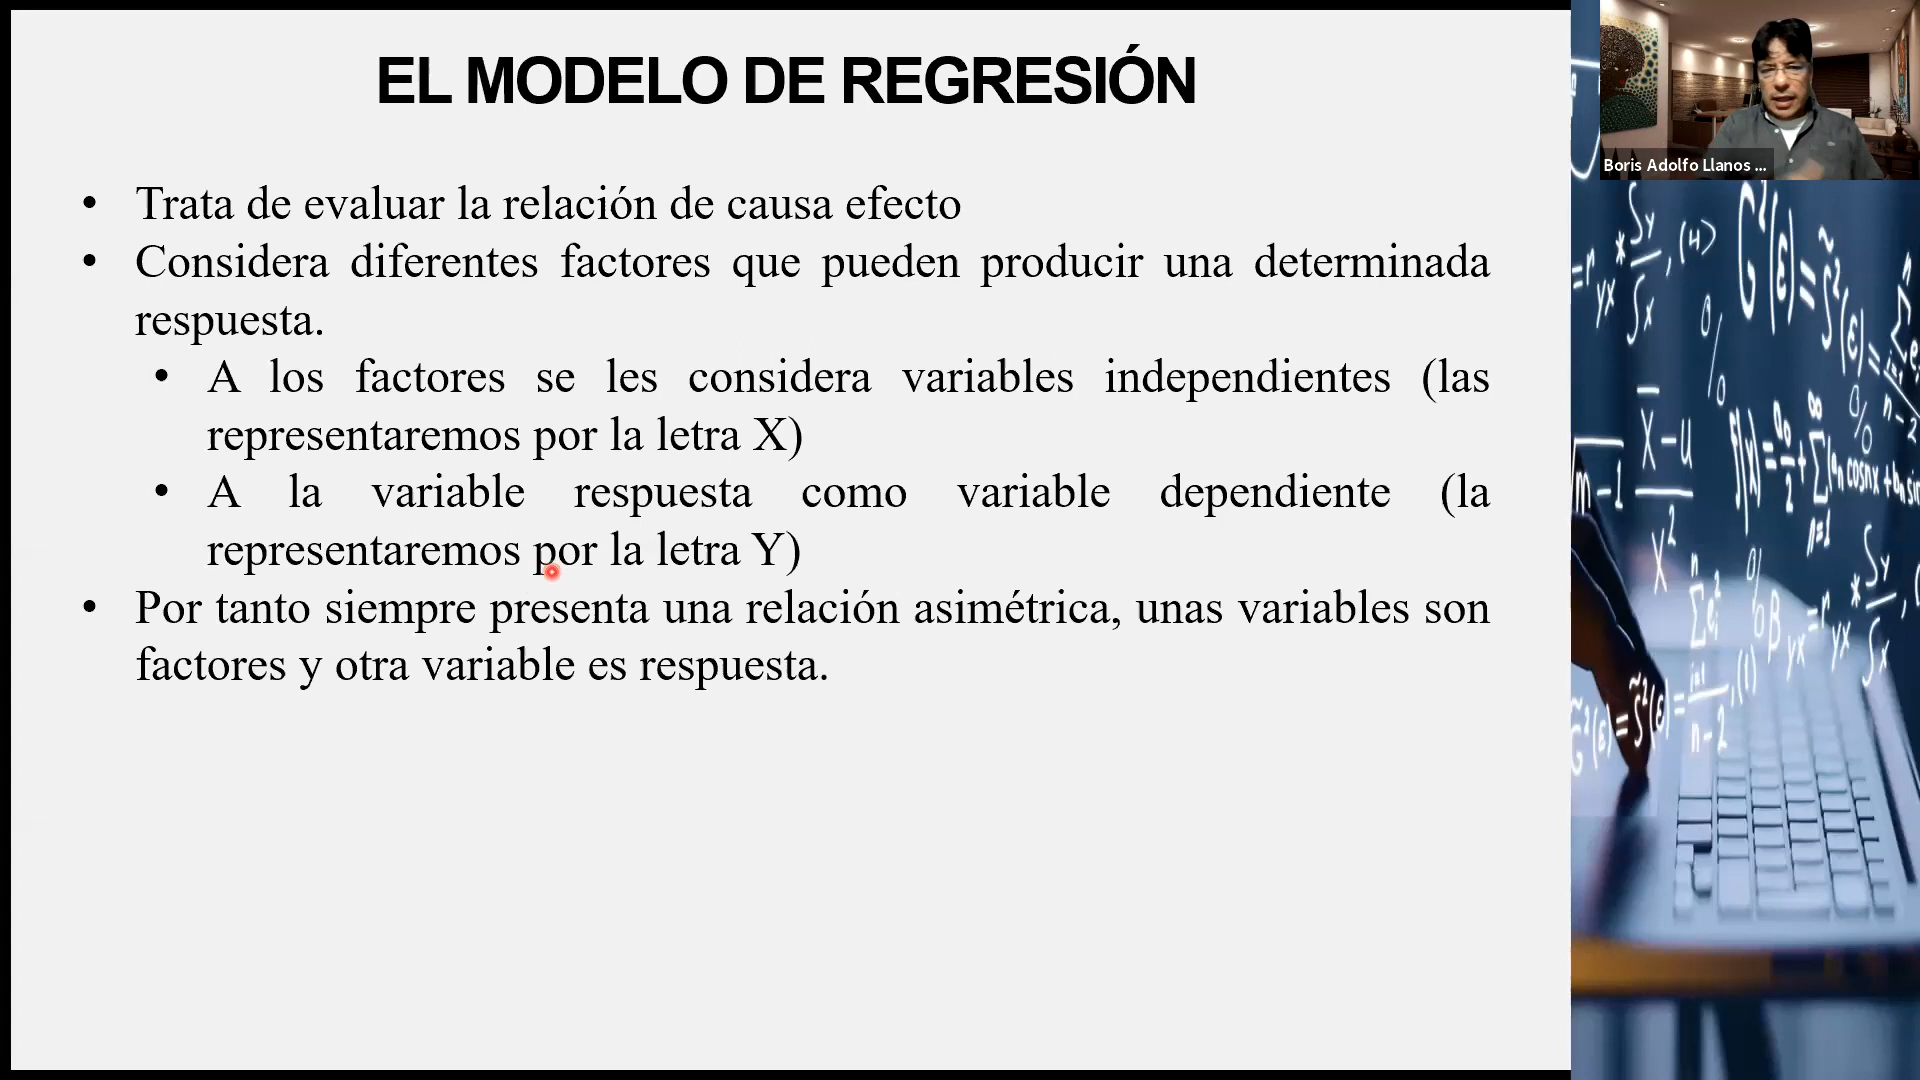 EL MODELO DE REGRESIÓN
• Trata de evaluar la relación de causa efecto
• Considera diferentes factores que pueden producir una determinada
respuesta.
• A los factores se les considera variables independientes (las
representaremos por la letra X)
• A la variable respuesta como variable dependiente (la
representaremos por la letra Y)
• Por tanto siempre presenta una relación asimétrica, unas variables son
factores y otra variable es respuesta.
Boris Adolfo Llanos ...